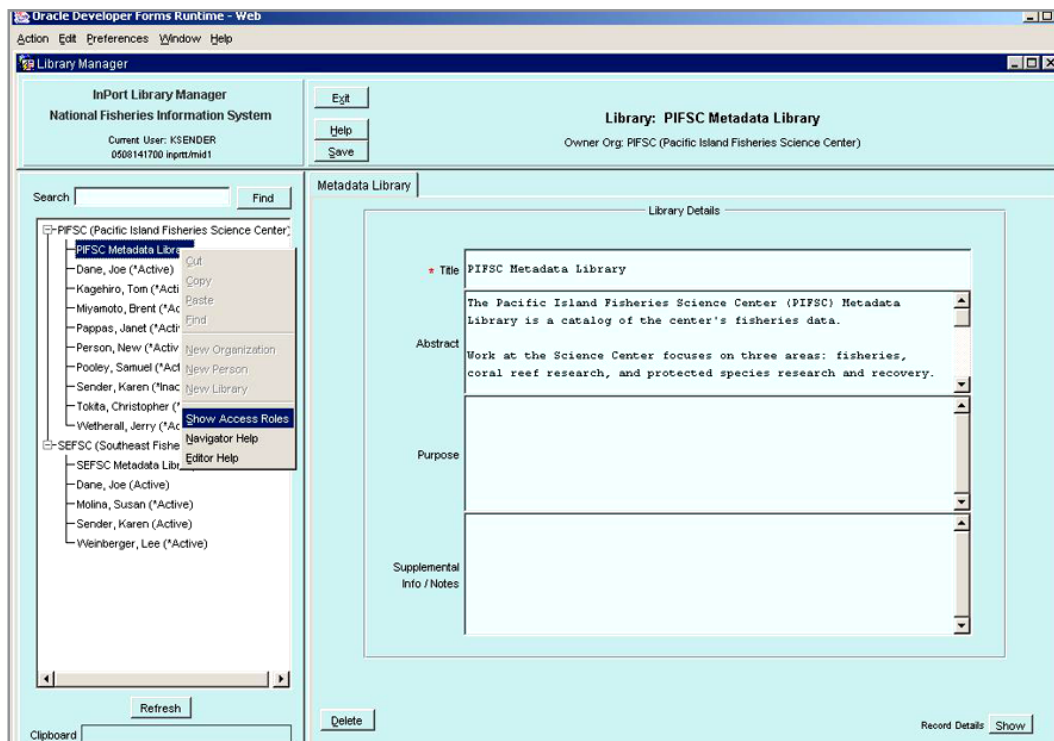 Oracle Developer Forms Runtime - Web
Action Edit Preferences Window Help
Library Manager
InPort Library Manager
National Fisheries Information System
Current User: KSENDER
0508141700 inprtt/mid1
Exit
Help
Save
Library: PIFSC Metadata Library
Owner Org: PIFSC (Pacific Island Fisheries Science Center)
Search
Find
PIFSC (Pacific Island Fisheries Science Center)
PIFSC Metadata Libra
Dane, Joe (*Active)
Kagehiro, Tom (*Acti
Miyamoto, Brent (*Ac
Pappas, Janet (*Acti
Person, New (*Activ
Pooley, Samuel (*Act
Sender, Karen (*Inac
Tokita, Christopher (*
Wetherall, Jerry (*Ac
SEFSC (Southeast Fishe
SEFSC Metadata Libr
Dane, Joe (Active)
Molina, Susan (*Active)
Sender, Karen (Active)
Weinberger, Lee (*Active)
Cut
Copy
Paste
Find
New Organization
New Person
New Library
Show Access Roles
Navigator Help
Editor Help
Refresh
Clipboard
Metadata Library
Library Details
* Title
PIFSC Metadata Library
Abstract
The Pacific Island Fisheries Science Center (PIFSC) Metadata
Library is a catalog of the center's fisheries data.
Work at the Science Center focuses on three areas: fisheries,
coral reef research, and protected species research and recovery.
Purpose
Supplemental
Info / Notes
Delete
Record Details
Show